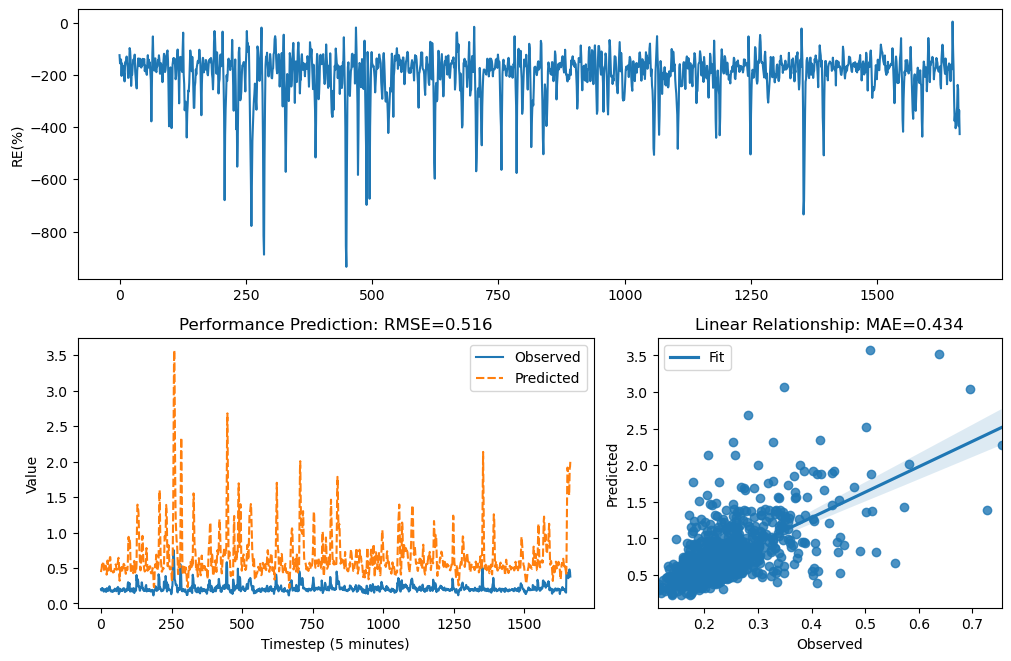 0
−200
−400
−600
−800
RE(%)
0 250 500 750 1000 1250 1500
Performance Prediction: RMSE=0.516
3.5
3.0
2.5
2.0
1.5
1.0
0.5
0.0
Value
Observed
Predicted
0 250 500 750 1000 1250 1500
Timestep (5 minutes)
Linear Relationship: MAE=0.434
Fit
3.5
3.0
2.5
2.0
1.5
1.0
0.5
Predicted
0.2 0.3 0.4 0.5 0.6 0.7
Observed